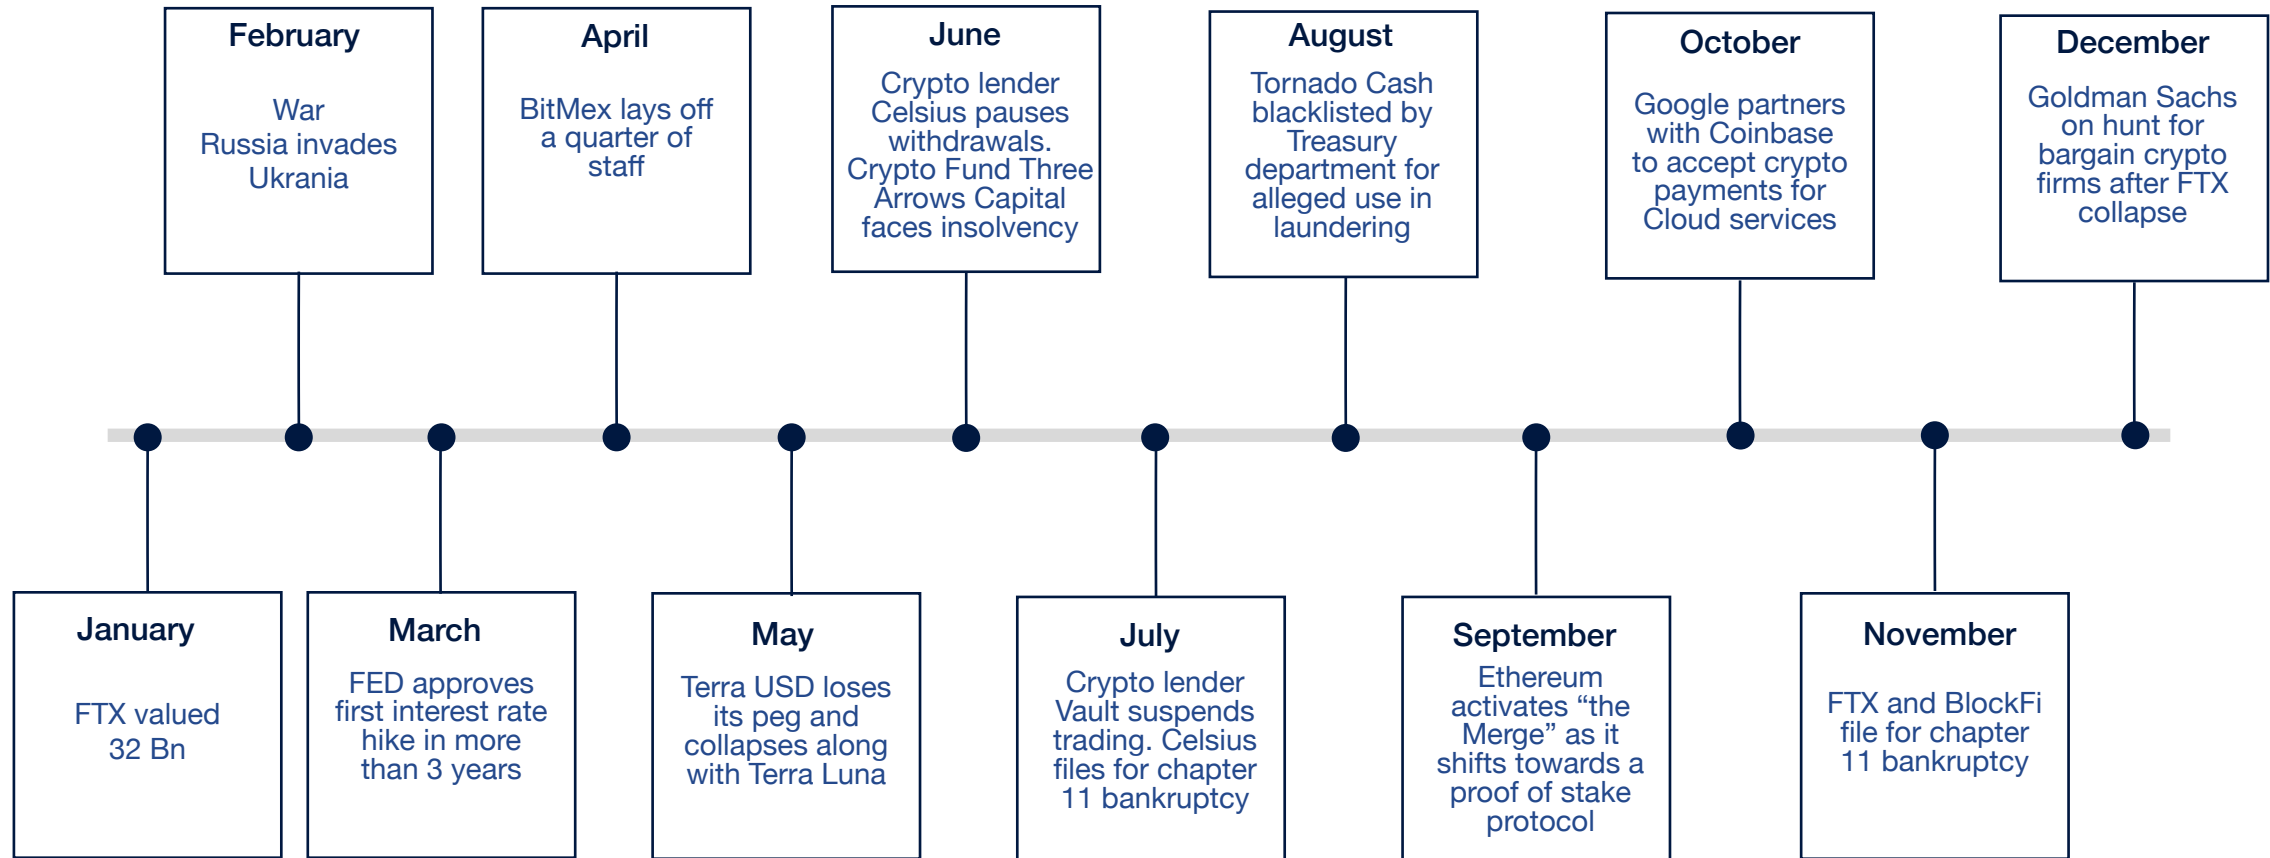 February
War
Russia invades
Ukrania
April
BitMex lays off
a quarter of
staff
June
Crypto lender
Celsius pauses
withdrawals.
Crypto Fund Three
Arrows Capital
faces insolvency
August
Tornado Cash
blacklisted by
Treasury
department for
alleged use in
laundering
October
Google partners
with Coinbase
to accept crypto
payments for
Cloud services
December
Goldman Sachs
on hunt for
bargain crypto
firms after FTX
collapse
January
FTX valued
32 Bn
March
FED approves
first interest rate
hike in more
than 3 years
May
Terra USD loses
its peg and
collapses along
with Terra Luna
July
Crypto lender
Vault suspends
trading. Celsius
files for chapter
11 bankruptcy
September
Ethereum
activates “the
Merge” as it
shifts towards a
proof of stake
protocol
November
FTX and BlockFi
file for chapter
11 bankruptcy